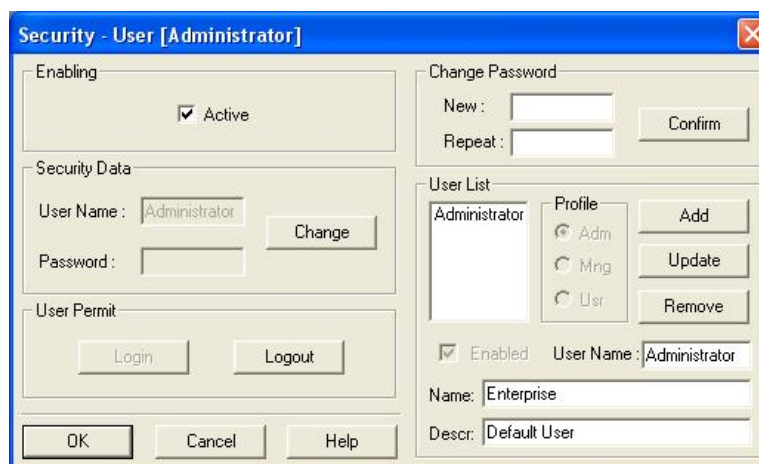 Security - User [Administrator]
Enabling
Active
Security Data
User Name : Administrator
Change
Password :
User Permit
Login
Logout
OK
Cancel
Help
Change Password
New :
Repeat :
Confirm
User List
Administrator
Profile
Adm
Mng
Usr
Add
Update
Remove
Enabled
User Name : Administrator
Name: Enterprise
Descr: Default User